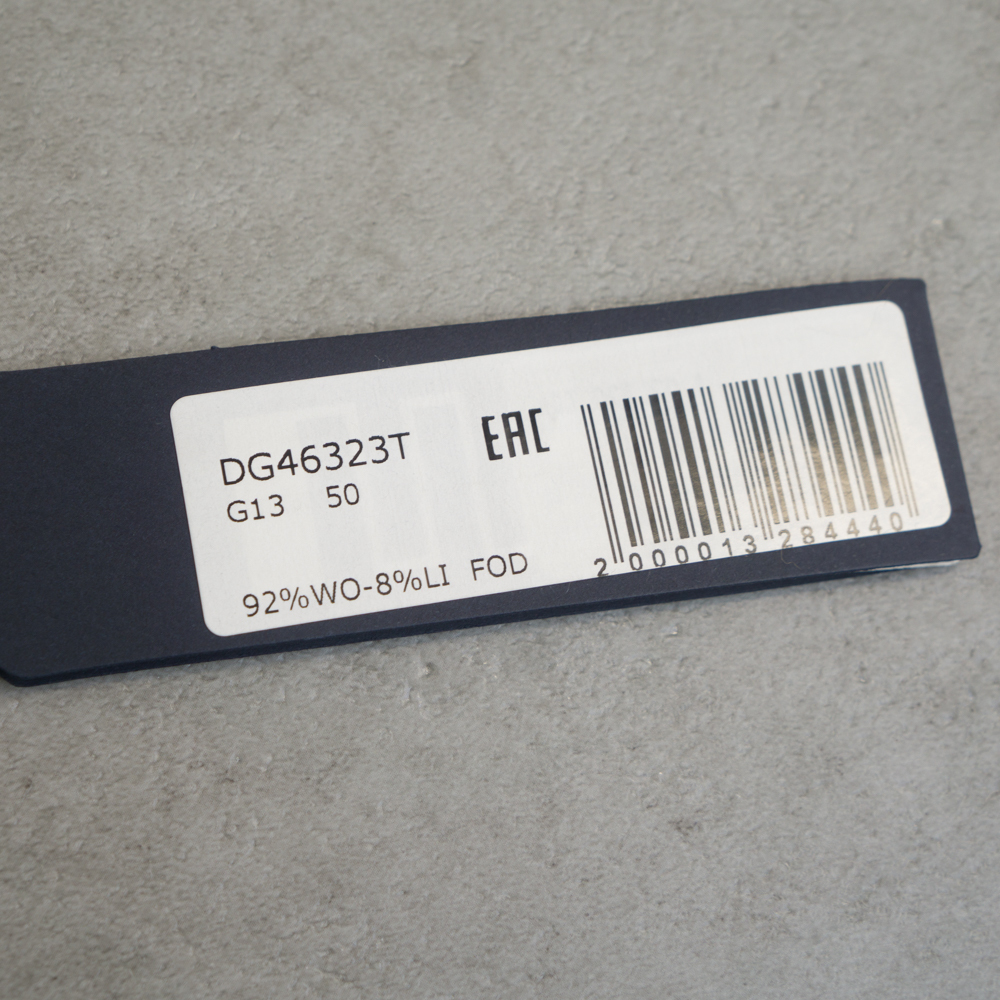 DG46323T
G13 50
EAC
92%WO-8%LI FOD
2 000013 284440